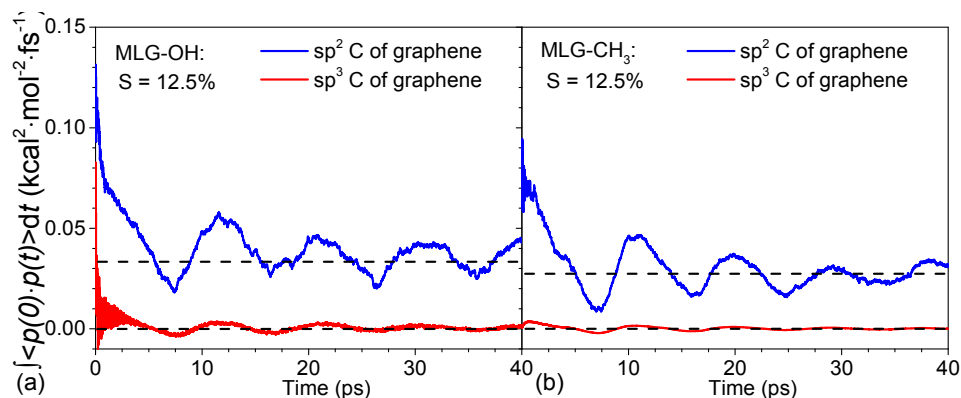 ∫<p(0)·p(t)>dt (kcal²·mol⁻²·fs⁻¹)
0.15
0.10
0.05
0.00
MLG-OH:
S = 12.5%
sp² C of graphene
sp³ C of graphene
0 10 20 30 40
Time (ps)
(a)
MLG-CH₃:
S = 12.5%
sp² C of graphene
sp³ C of graphene
10 20 30 40
Time (ps)
(b)